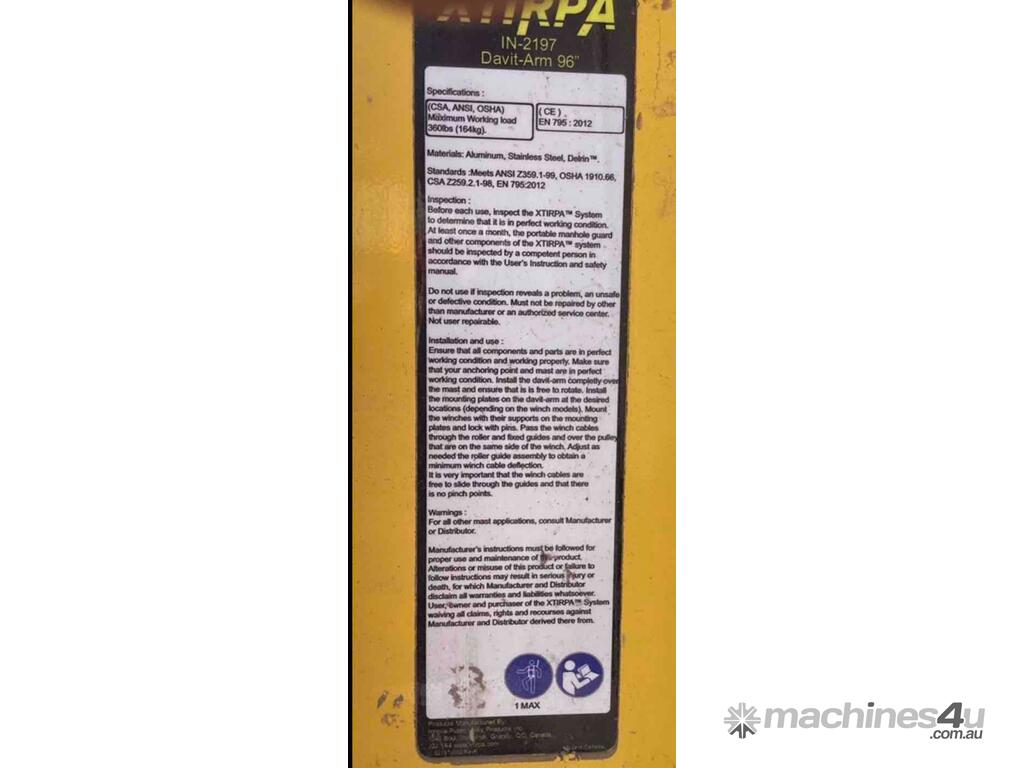 XTIRPA
IN-2197
Davit-Arm 96"
Specifications :
(CSA, ANSI, OSHA)
Maximum Working load
360lbs (164kg).
( CE )
EN 795 : 2012
Materials: Aluminum, Stainless Steel, Delrin™.
Standards :Meets ANSI Z359.1-99, OSHA 1910.66,
CSA Z259.2.1-98, EN 795:2012
Inspection :
Before each use, inspect the XTIRPA™ System
to determine that it is in perfect working condition.
At least once a month, the portable manhole guard
and other components of the XTIRPA™ system
should be inspected by a competent person in
accordance with the User's Instruction and safety
manual.
Do not use if inspection reveals a problem, an unsafe
or defective condition. Must not be repaired by other
than manufacturer or an authorized service center.
Not user repairable.
Installation and use :
Ensure that all components and parts are in perfect
working condition and working properly. Make sure
that your anchoring point and mast are in perfect
working condition. Install the davit-arm completly over
the mast and ensure that is is free to rotate. Install
the mounting plates on the davit-arm at the desired
locations (depending on the winch models). Mount
the winches with their supports on the mounting
plates and lock with pins. Pass the winch cables
through the roller and fixed guides and over the pulley
that are on the same side of the winch. Adjust as
needed the roller guide assembly to obtain a
minimum winch cable deflection.
It is very important that the winch cables are
free to slide through the guides and that there
is no pinch points.
Warnings :
For all other mast applications, consult Manufacturer
or Distributor.
Manufacturer's instructions must be followed for
proper use and maintenance of product.
Alterations or misuse of this product or failure to
follow instructions may result in serious injury or
death, for which Manufacturer and Distributor
disclaim all warranties and liabilities whatsoever.
User, owner and purchaser of the XTIRPA™ System
waiving all claims, rights and recourses against
Manufacturer and Distributor derived there from.
1 MAX
Products Manufactured By:
Products Inc.
QC, Canada
machines4u
.com.au